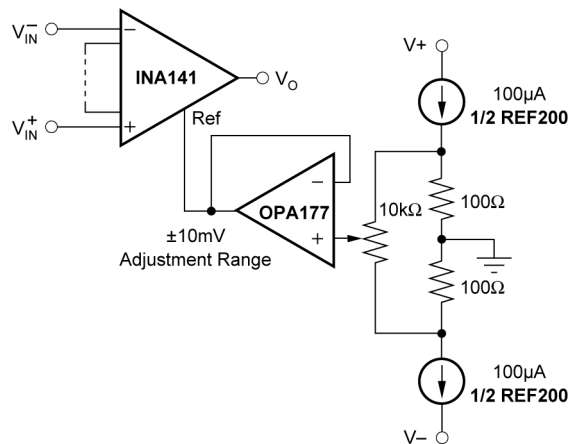 V−IN
−
INA141
VO
V+IN
+
Ref
±10mV
Adjustment Range
−
OPA177
+
10kΩ
V+
100µA
1/2 REF200
100Ω
100Ω
100µA
1/2 REF200
V–